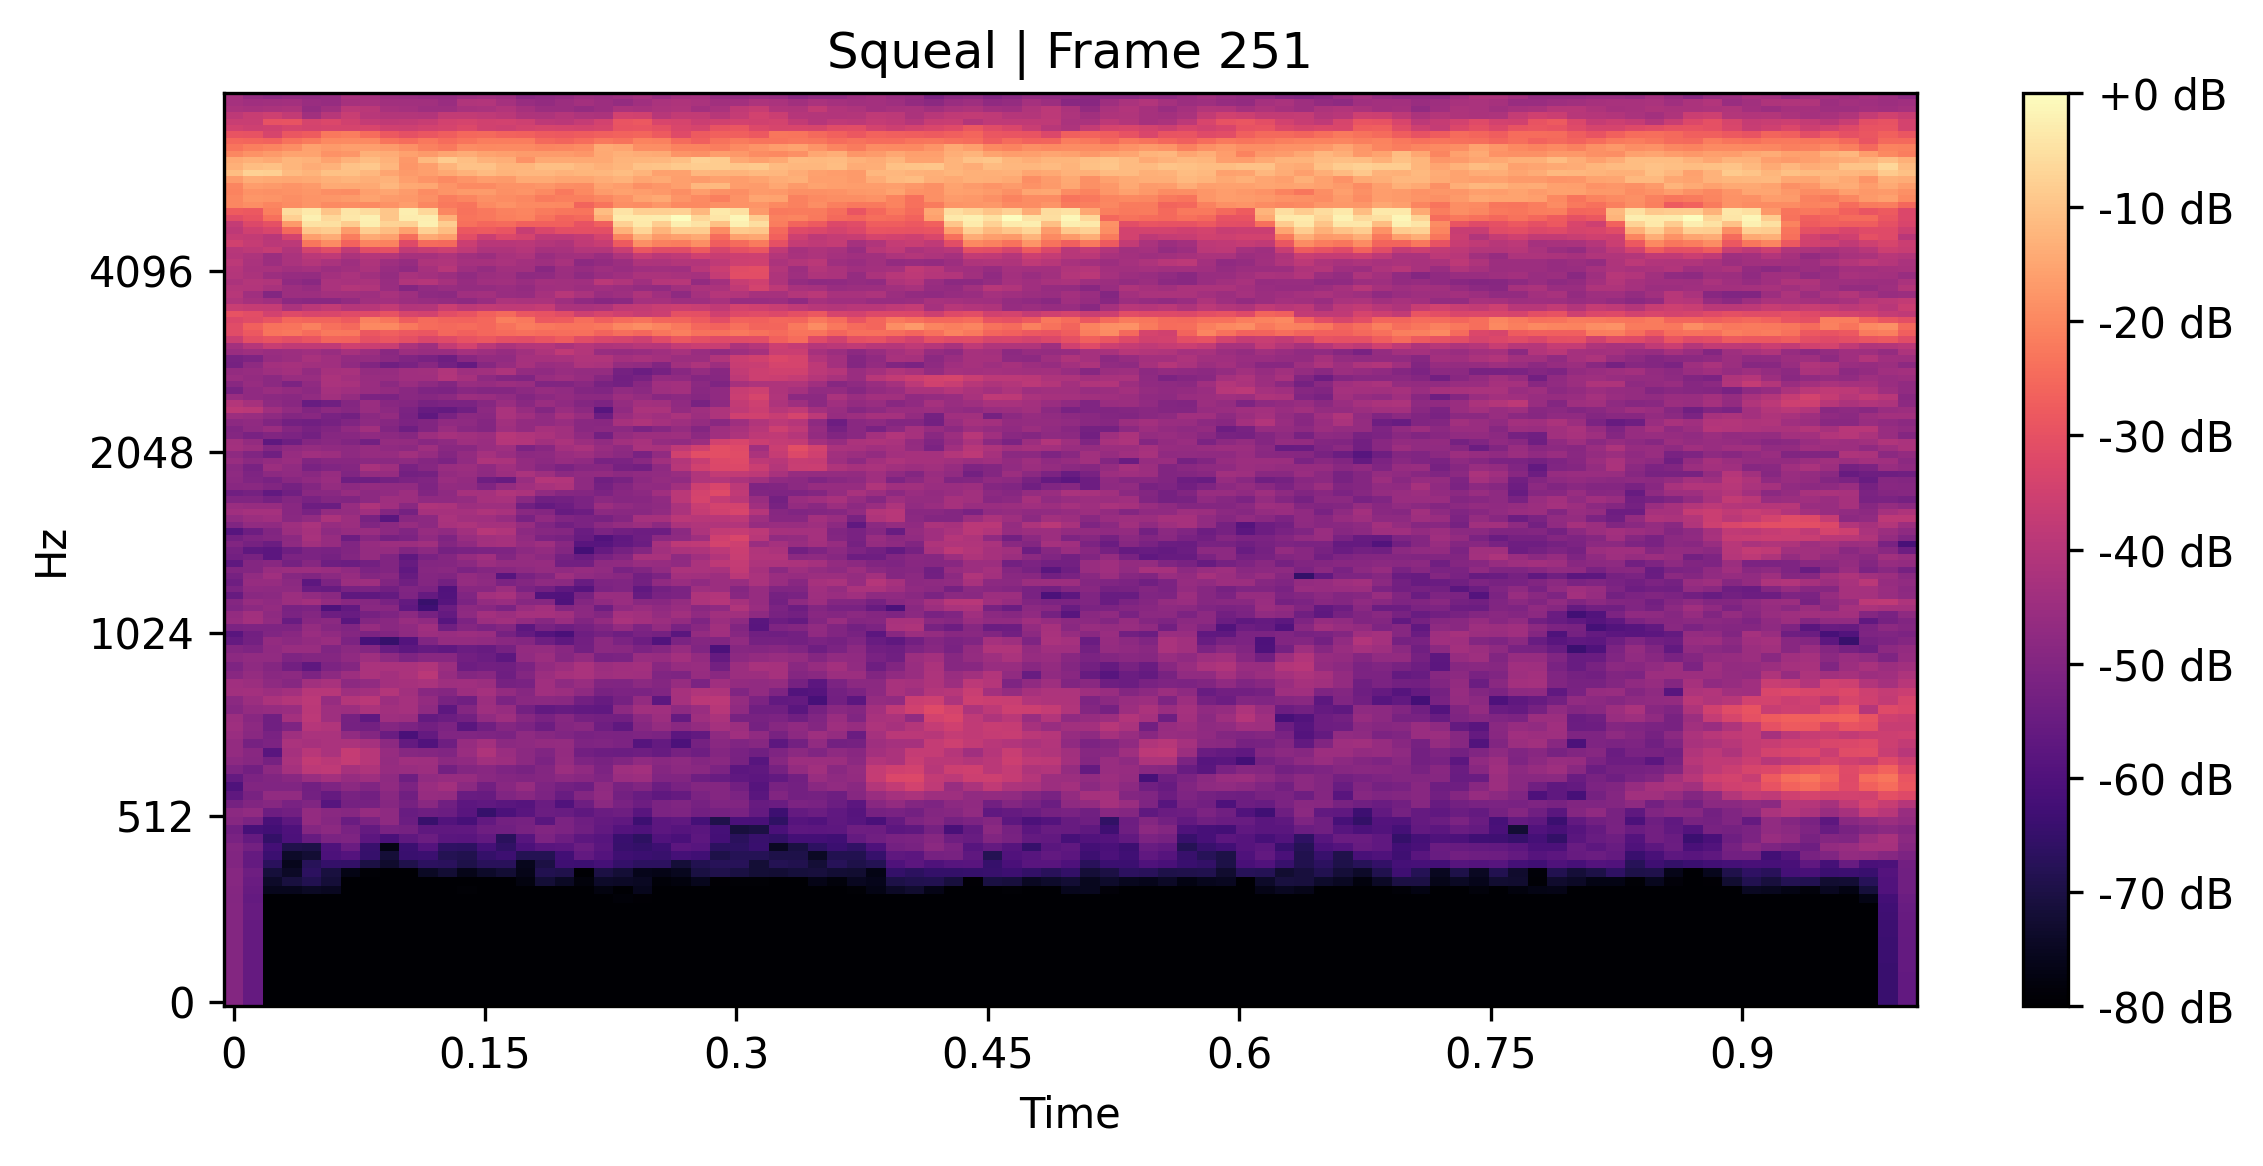 Squeal | Frame 251
Hz
4096
2048
1024
512
0
0 0.15 0.3 0.45 0.6 0.75 0.9
Time
+0 dB
-10 dB
-20 dB
-30 dB
-40 dB
-50 dB
-60 dB
-70 dB
-80 dB